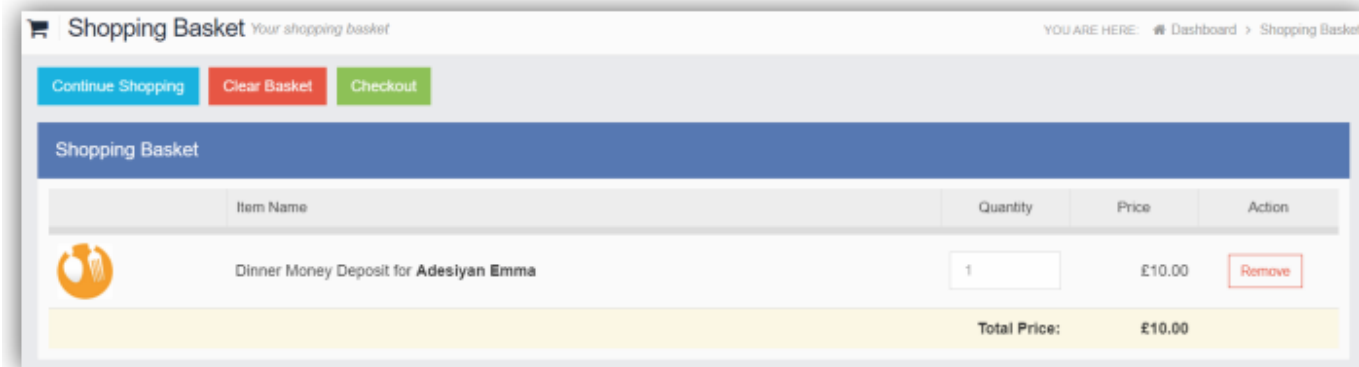 Shopping Basket Your shopping basket YOU ARE HERE: Dashboard > Shopping Basket
Continue Shopping Clear Basket Checkout
Shopping Basket
Item Name Quantity Price Action
Dinner Money Deposit for Adesiyan Emma 1 £10.00 Remove
Total Price: £10.00